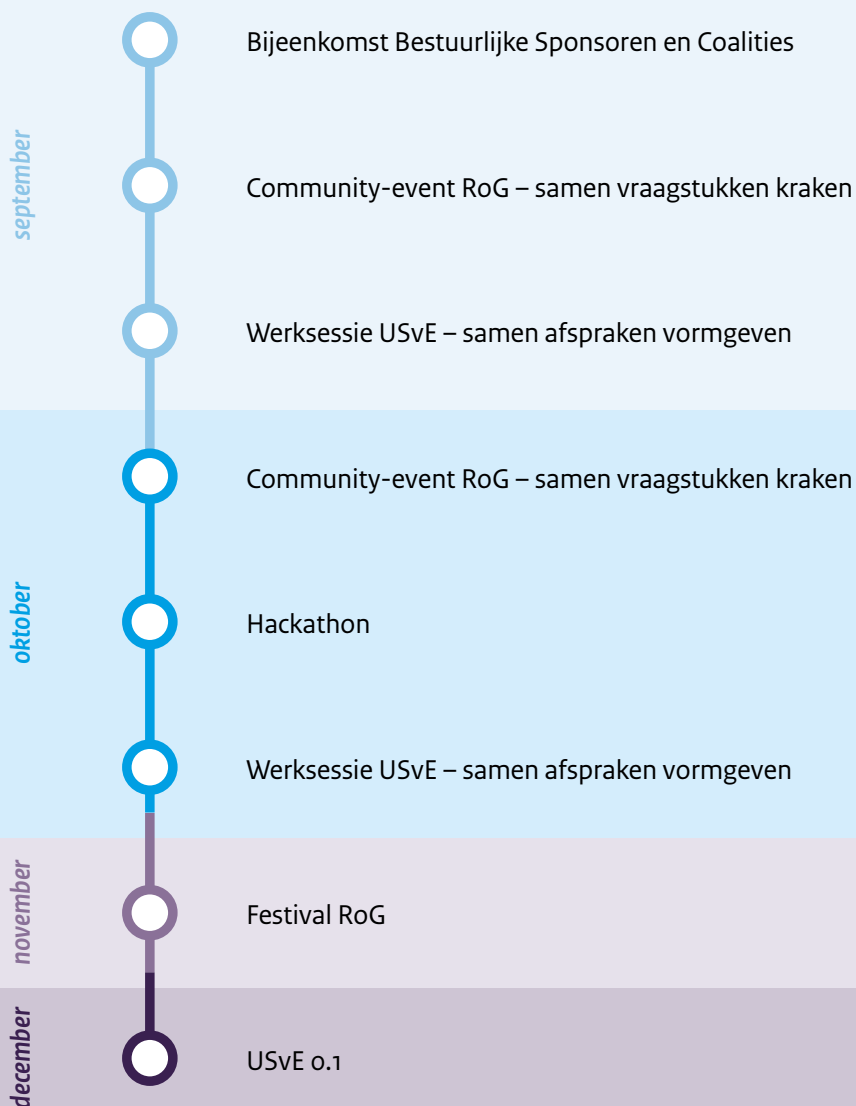 september
Bijeenkomst Bestuurlijke Sponsoren en Coalities
Community-event RoG – samen vraagstukken kraken
Werksessie USvE – samen afspraken vormgeven
oktober
Community-event RoG – samen vraagstukken kraken
Hackathon
Werksessie USvE – samen afspraken vormgeven
november
Festival RoG
december
USvE 0.1